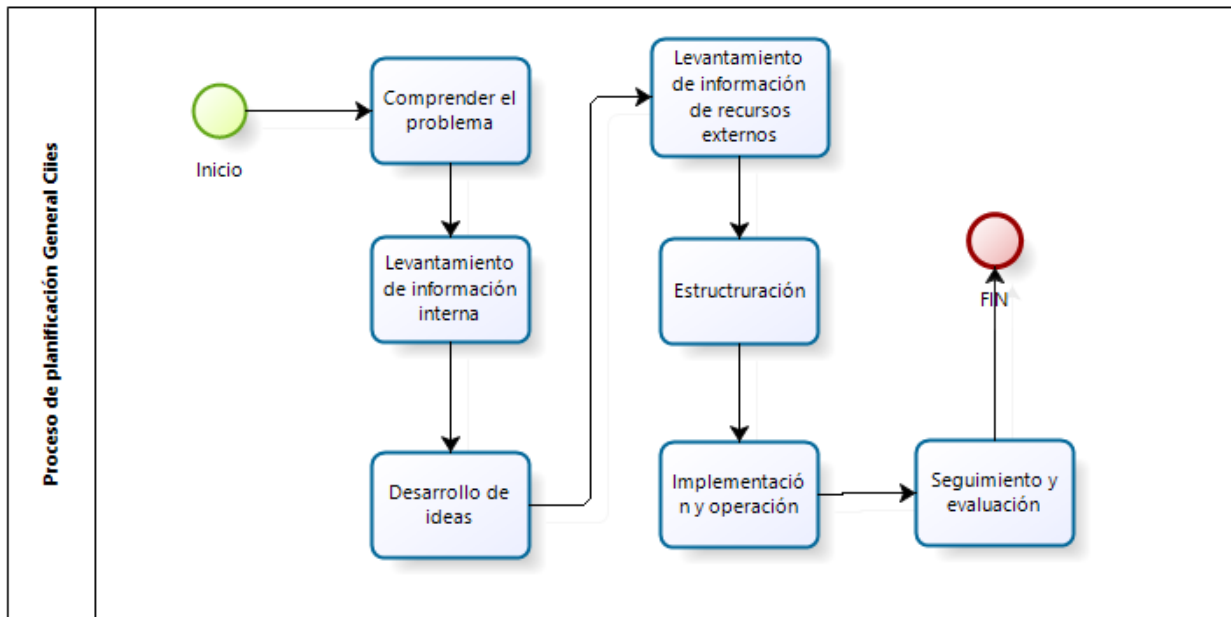 Proceso de planificación General Ciies
Inicio
Comprender el
problema
Levantamiento
de información
interna
Desarrollo de
ideas
Levantamiento
de información
de recursos
externos
Estructruración
Implementació
n y operación
Seguimiento y
evaluación
FIN